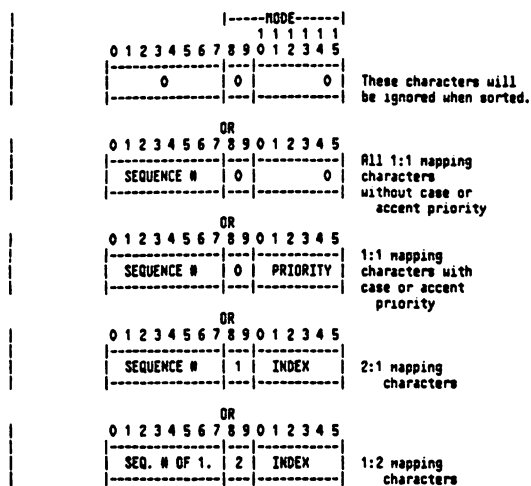 |-----MODE-----|
1 1 1 1 1 1
0 1 2 3 4 5 6 7 8 9 0 1 2 3 4 5
|---------------|---|-----------|
| 0 | 0 | 0 | These characters will
|---------------|---|-----------| be ignored when sorted.
OR
0 1 2 3 4 5 6 7 8 9 0 1 2 3 4 5
|---------------|---|-----------| All 1:1 mapping
| SEQUENCE # | 0 | 0 | characters
|---------------|---|-----------| without case or
accent priority
OR
0 1 2 3 4 5 6 7 8 9 0 1 2 3 4 5
|---------------|---|-----------| 1:1 mapping
| SEQUENCE # | 0 | PRIORITY | characters with
|---------------|---|-----------| case or accent
priority
OR
0 1 2 3 4 5 6 7 8 9 0 1 2 3 4 5
|---------------|---|-----------|
| SEQUENCE # | 1 | INDEX | 2:1 mapping
|---------------|---|-----------| characters
OR
0 1 2 3 4 5 6 7 8 9 0 1 2 3 4 5
|---------------|---|-----------|
| SEQ. # OF 1. | 2 | INDEX | 1:2 mapping
|---------------|---|-----------| characters